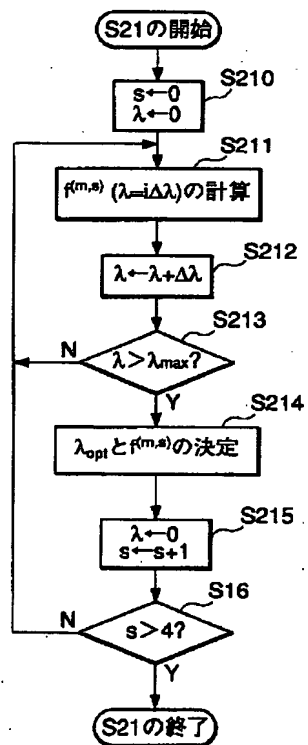 S21の開始
S210
s←0
λ←0
S211
f(m,s) (λ=iΔλ)の計算
S212
λ←λ+Δλ
S213
N
λ>λmax?
Y
S214
λoptとf(m,s)の決定
S215
λ←0
s←s+1
S16
N
s>4?
Y
S21の終了